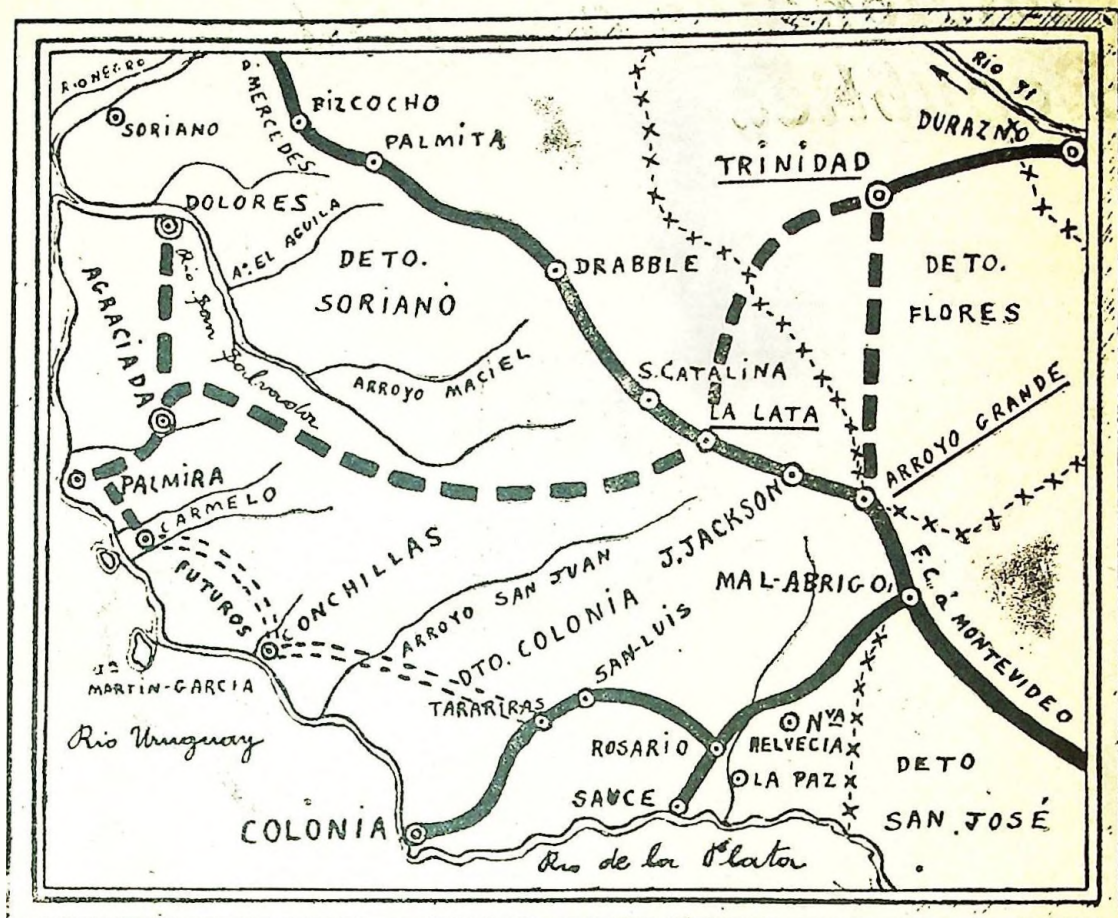 RIO NEGRO
SORIANO
MERCEDES
BIZCOCHO
PALMITA
RIO YI
DURAZNO
TRINIDAD
DOLORES
Aº. EL AGUILA
DETO.
SORIANO
DRABBLE
DETO.
FLORES
AGRACIADA
Rio San Salvador
ARROYO MACIEL
S. CATALINA
LA LATA
ARROYO GRANDE
PALMIRA
CARMELO
J. JACKSON
FUTUROS
CONCHILLAS
ARROYO SAN JUAN
DTO. COLONIA
SAN-LUIS
MAL-ABRIGO
F.C. á MONTEVIDEO
MARTIN-GARCIA
TARARIRAS
Rio Uruguay
ROSARIO
NVA
HELVECIA
LA PAZ
SAUCE
DETO
SAN JOSÉ
COLONIA
Rio de la Plata